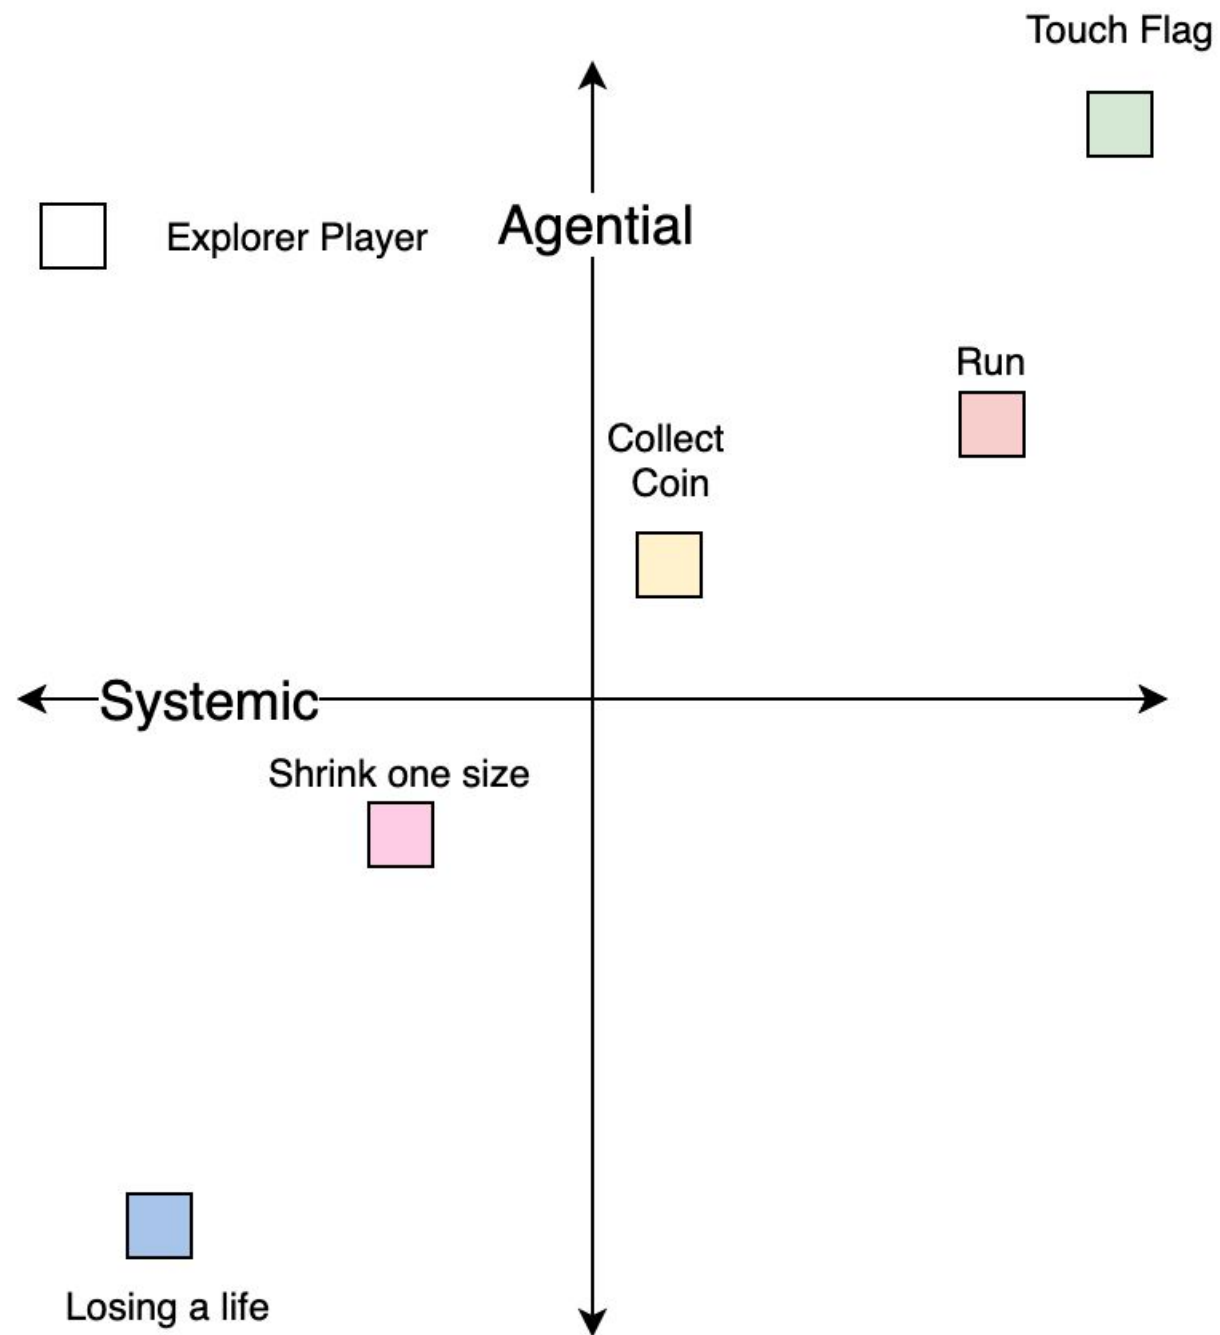 Touch Flag
Explorer Player
Agential
Run
Collect
Coin
Systemic
Shrink one size
Losing a life